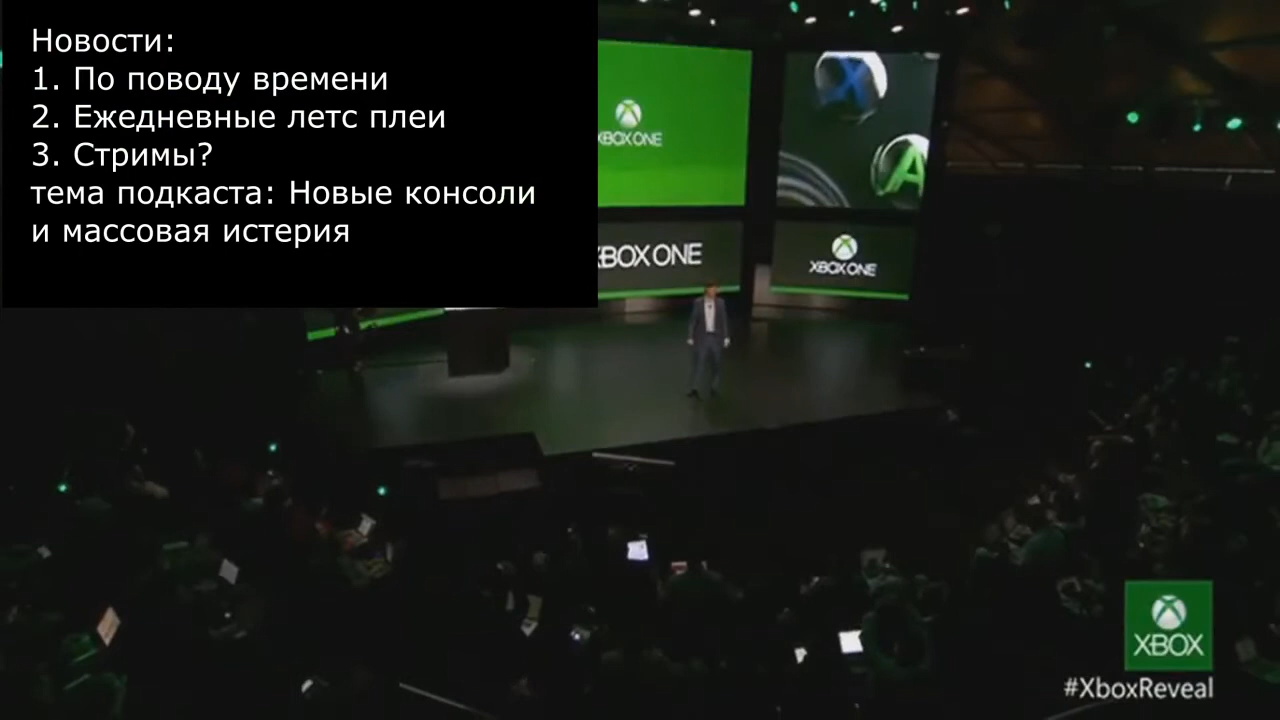 Новости:
1. По поводу времени
2. Ежедневные летс плеи
3. Стримы?
тема подкаста: Новые консоли
и массовая истерия
XBOX ONE
X
A
XBOX ONE
XBOX ONE
XBOX
#XboxReveal